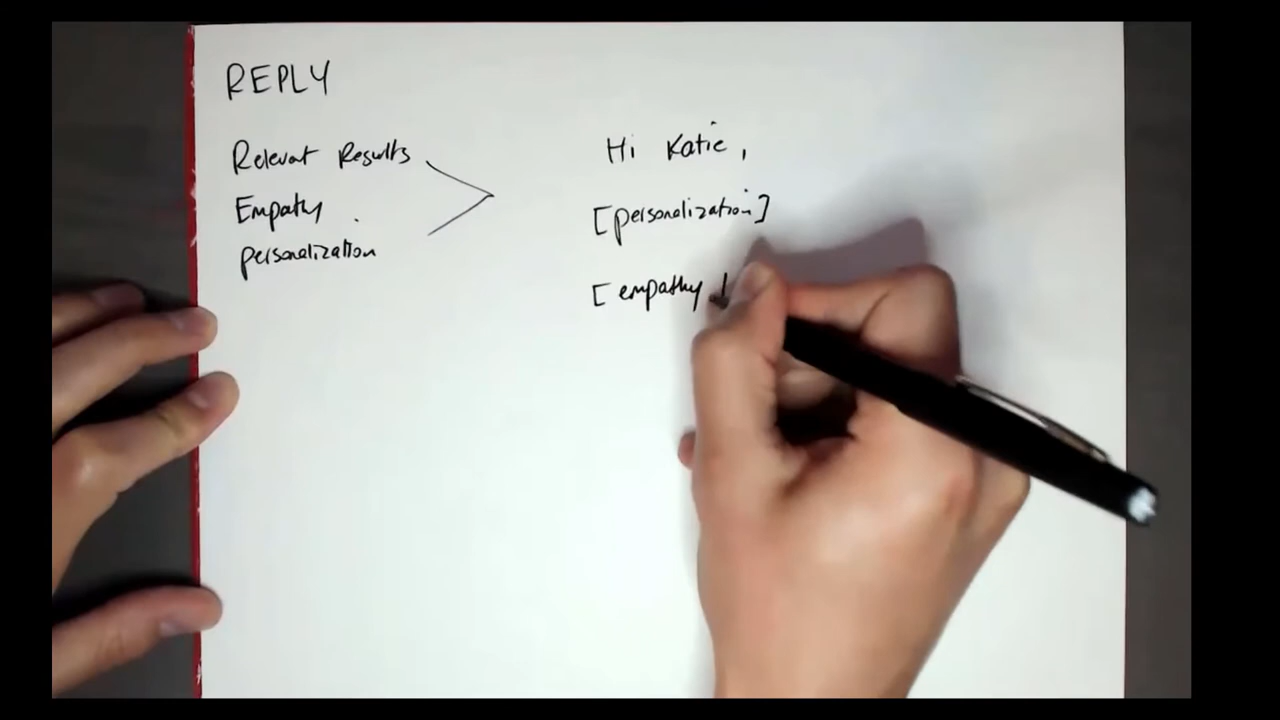 REPLY
Relevant Results
Empathy
personalization
Hi Katie,
[personalization]
[empathy